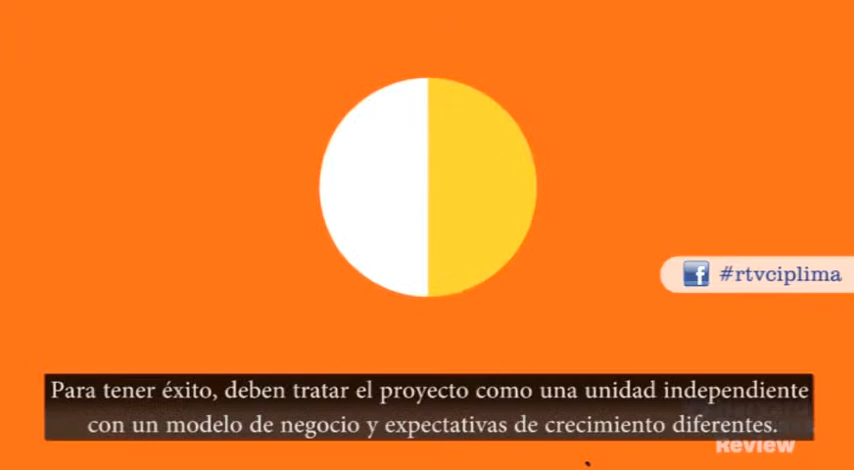 #rtvciplima
Para tener éxito, deben tratar el proyecto como una unidad independiente
con un modelo de negocio y expectativas de crecimiento diferentes.
Review